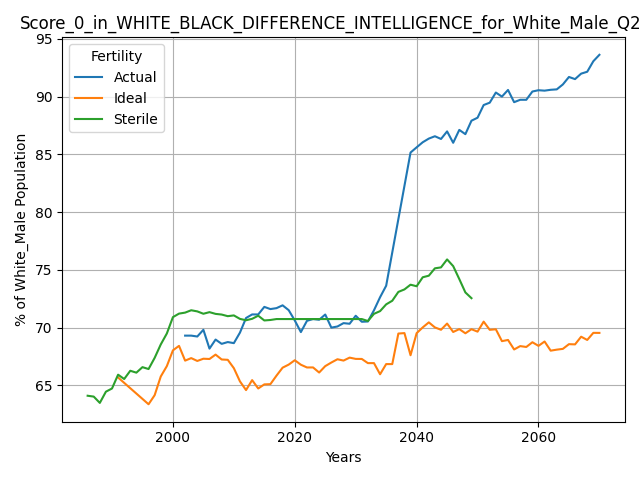 Score_0_in_WHITE_BLACK_DIFFERENCE_INTELLIGENCE_for_White_Male_Q2
Fertility
Actual
Ideal
Sterile
% of White_Male Population
95
90
85
80
75
70
65
2000
2020
2040
2060
Years